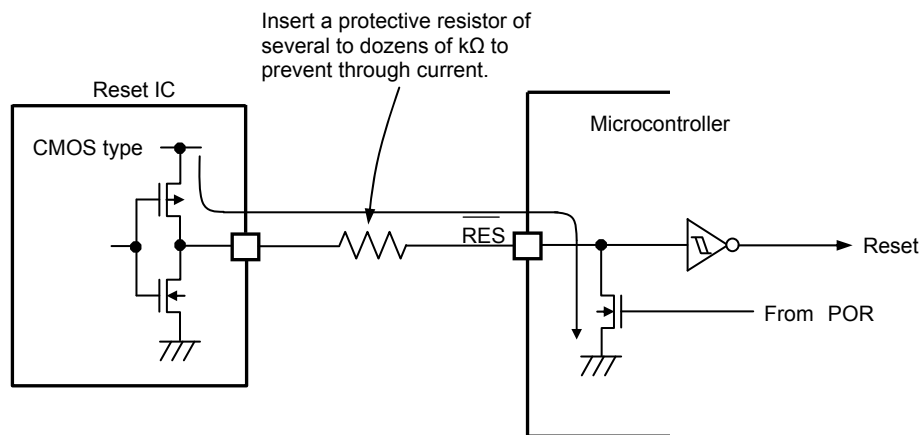 Insert a protective resistor of
several to dozens of kΩ to
prevent through current.
Reset IC
Microcontroller
CMOS type
RES
Reset
From POR